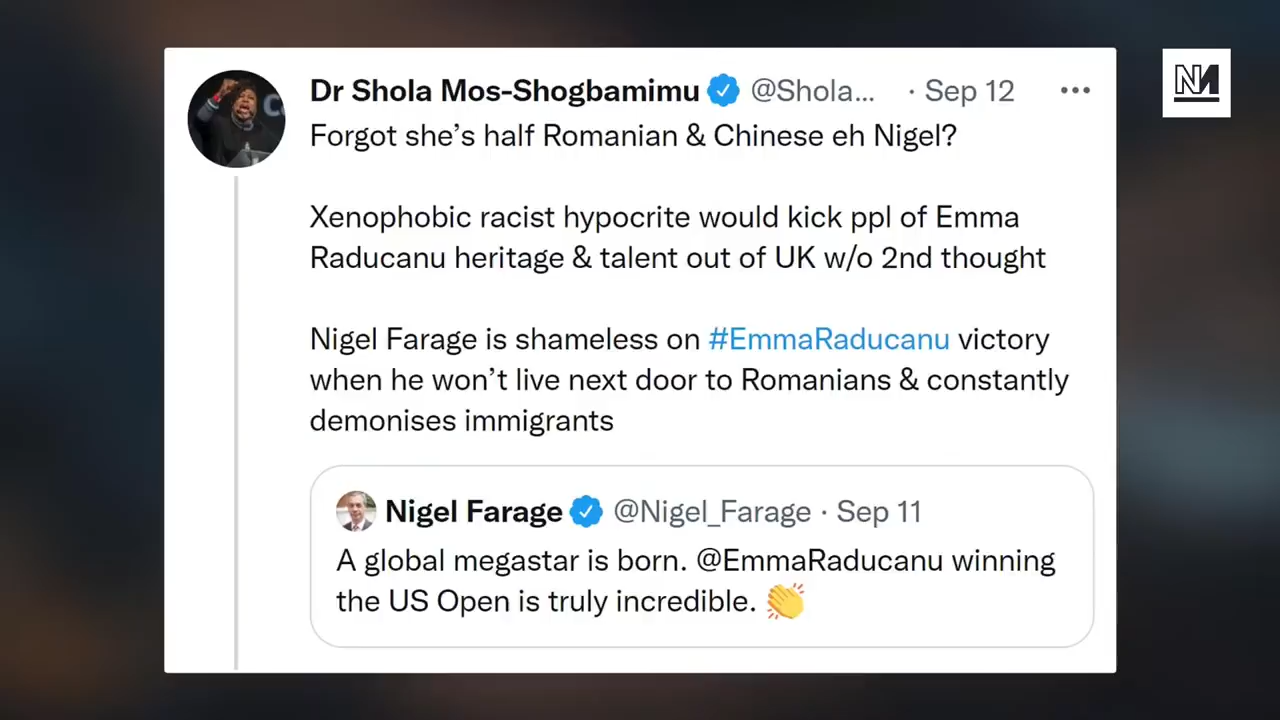 Dr Shola Mos-Shogbamimu @Shola... · Sep 12 ...
Forgot she’s half Romanian & Chinese eh Nigel?
Xenophobic racist hypocrite would kick ppl of Emma
Raducanu heritage & talent out of UK w/o 2nd thought
Nigel Farage is shameless on #EmmaRaducanu victory
when he won’t live next door to Romanians & constantly
demonises immigrants
Nigel Farage @Nigel_Farage · Sep 11
A global megastar is born. @EmmaRaducanu winning
the US Open is truly incredible. 👏
NM